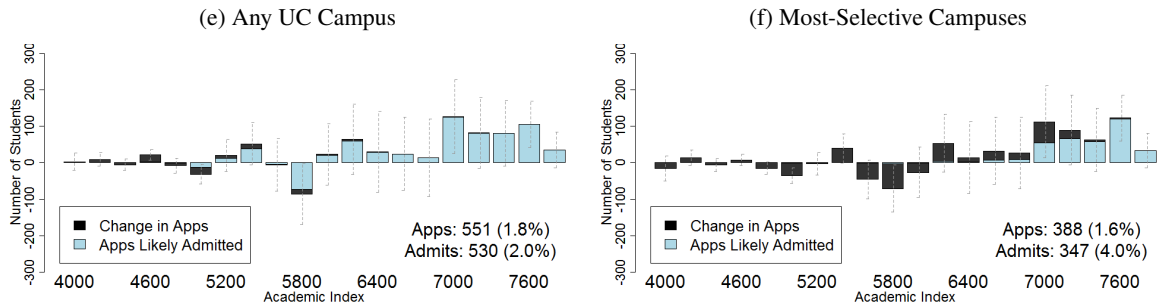 (e) Any UC Campus
Number of Students
300
200
100
0
-100
-200
-300
Change in Apps
Apps Likely Admitted
Apps: 551 (1.8%)
Admits: 530 (2.0%)
4000 4600 5200 5800 6400 7000 7600
Academic Index
(f) Most-Selective Campuses
Number of Students
300
200
100
0
-100
-200
-300
Change in Apps
Apps Likely Admitted
Apps: 388 (1.6%)
Admits: 347 (4.0%)
4000 4600 5200 5800 6400 7000 7600
Academic Index